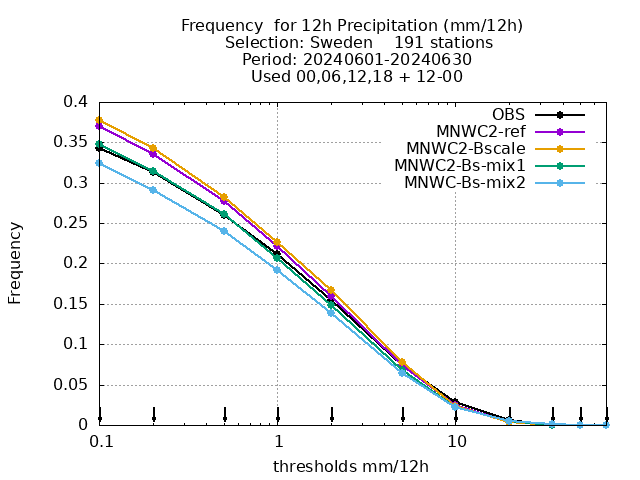 Frequency  for 12h Precipitation (mm/12h)
Selection: Sweden    191 stations
Period: 20240601-20240630
Used 00,06,12,18 + 12-00
OBS
MNWC2-ref
MNWC2-Bscale
MNWC2-Bs-mix1
MNWC-Bs-mix2
0.4
0.35
0.3
0.25
0.2
0.15
0.1
0.05
0
Frequency
0.1
1
10
thresholds mm/12h